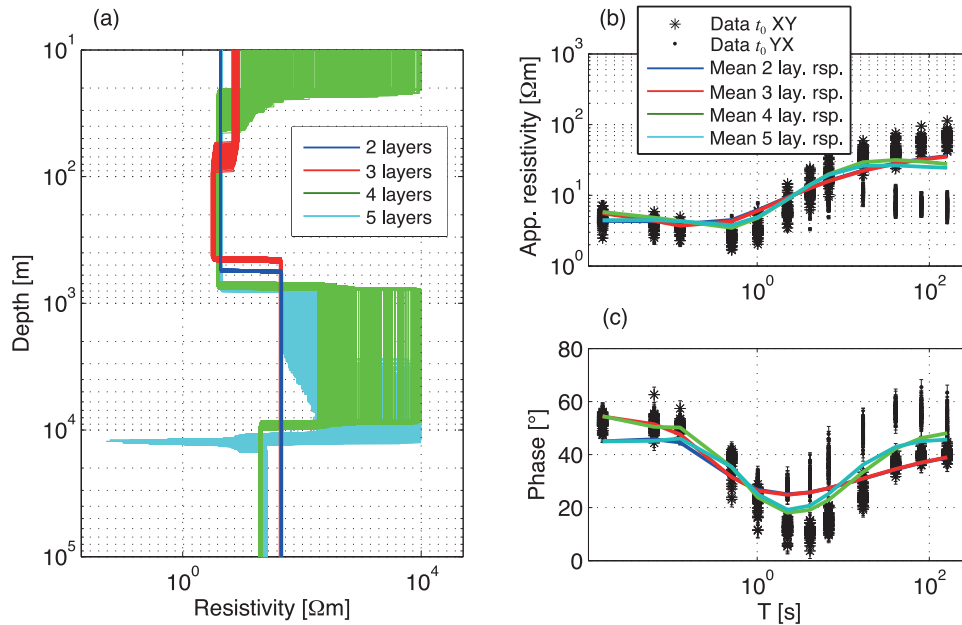 (a)
10^1
10^2
10^3
10^4
10^5
Depth [m]
2 layers
3 layers
4 layers
5 layers
10^0
10^4
Resistivity [Ωm]
(b)
Data t_0 XY
Data t_0 YX
Mean 2 lay. rsp.
Mean 3 lay. rsp.
Mean 4 lay. rsp.
Mean 5 lay. rsp.
10^3
10^2
10^1
10^0
App. resistivity [Ωm]
10^0
10^2
(c)
80
60
40
20
0
Phase [°]
10^0
10^2
T [s]